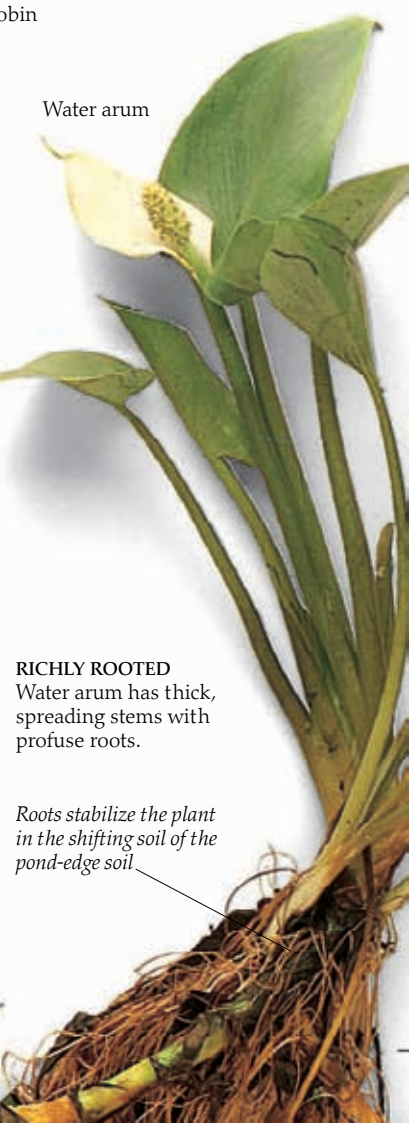 obin
Water arum
RICHLY ROOTED
Water arum has thick,
spreading stems with
profuse roots.
Roots stabilize the plant
in the shifting soil of the
pond-edge soil